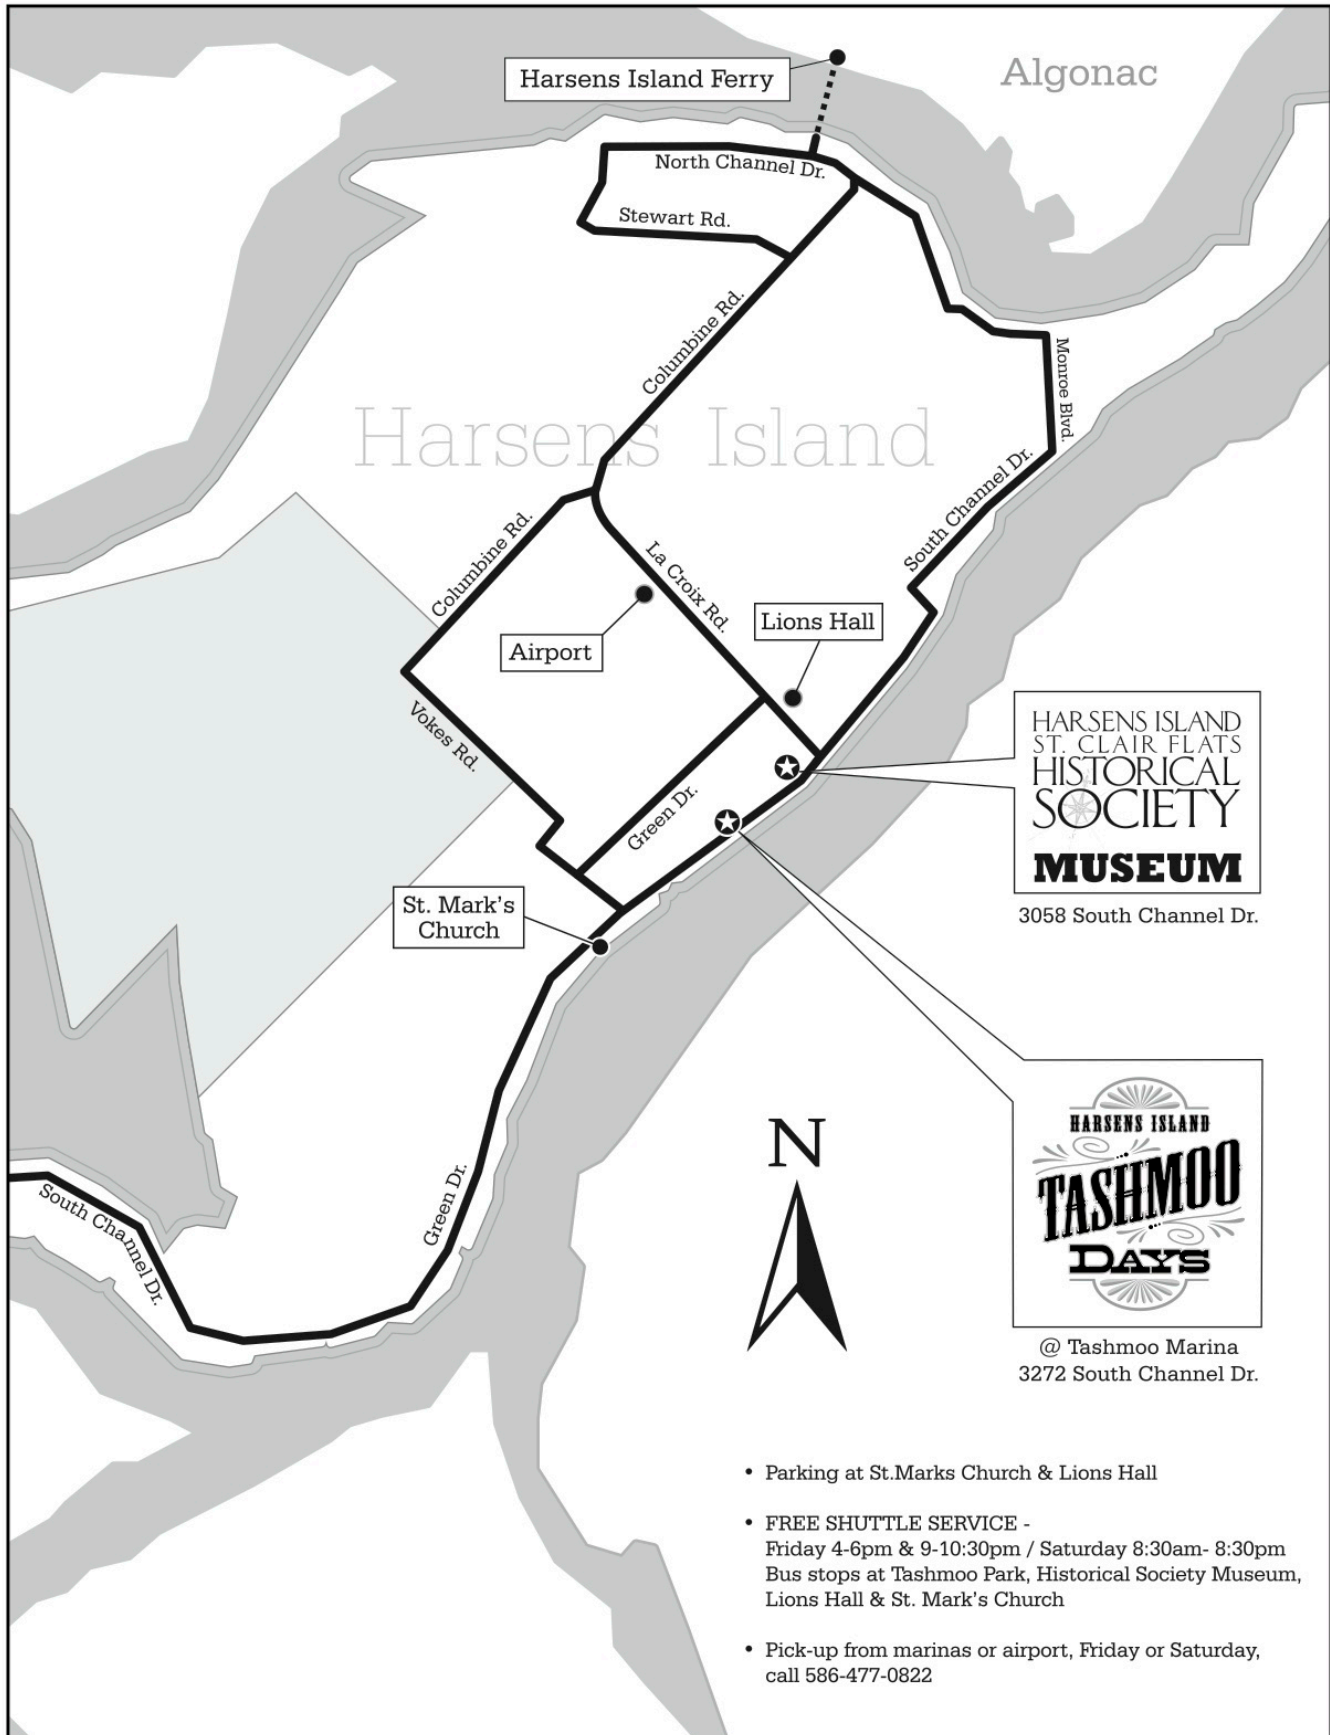 Harsens Island Ferry
Algonac
North Channel Dr.
Stewart Rd.
Columbine Rd.
Monroe Blvd.
Harsens Island
South Channel Dr.
Columbine Rd.
La Croix Rd.
Lions Hall
Airport
Vokes Rd.
HARSENS ISLAND
ST. CLAIR FLATS
HISTORICAL
SOCIETY
MUSEUM
3058 South Channel Dr.
Green Dr.
St. Mark's
Church
N
HARSENS ISLAND
TASHMOO
DAYS
@ Tashmoo Marina
3272 South Channel Dr.
Green Dr.
South Channel Dr.
• Parking at St.Marks Church & Lions Hall
• FREE SHUTTLE SERVICE -
Friday 4-6pm & 9-10:30pm / Saturday 8:30am- 8:30pm
Bus stops at Tashmoo Park, Historical Society Museum,
Lions Hall & St. Mark's Church
• Pick-up from marinas or airport, Friday or Saturday,
call 586-477-0822